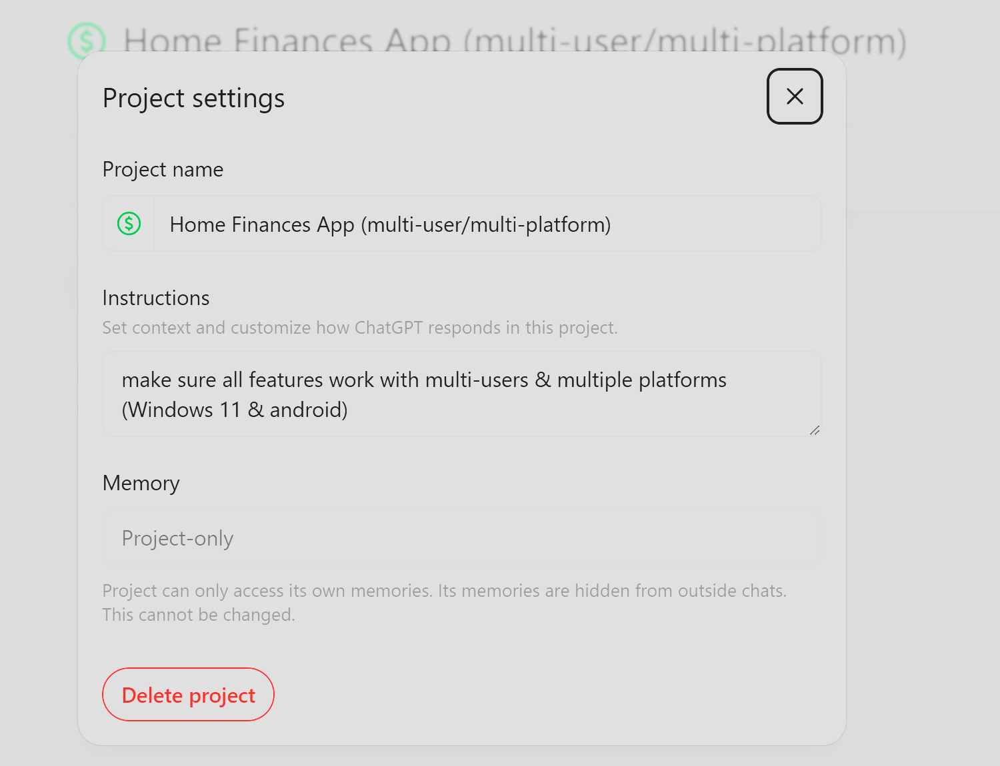 Home Finances App (multi-user/multi-platform)
Project settings
Project name
Home Finances App (multi-user/multi-platform)
Instructions
Set context and customize how ChatGPT responds in this project.
make sure all features work with multi-users & multiple platforms
(Windows 11 & android)
Memory
Project-only
Project can only access its own memories. Its memories are hidden from outside chats.
This cannot be changed.
Delete project